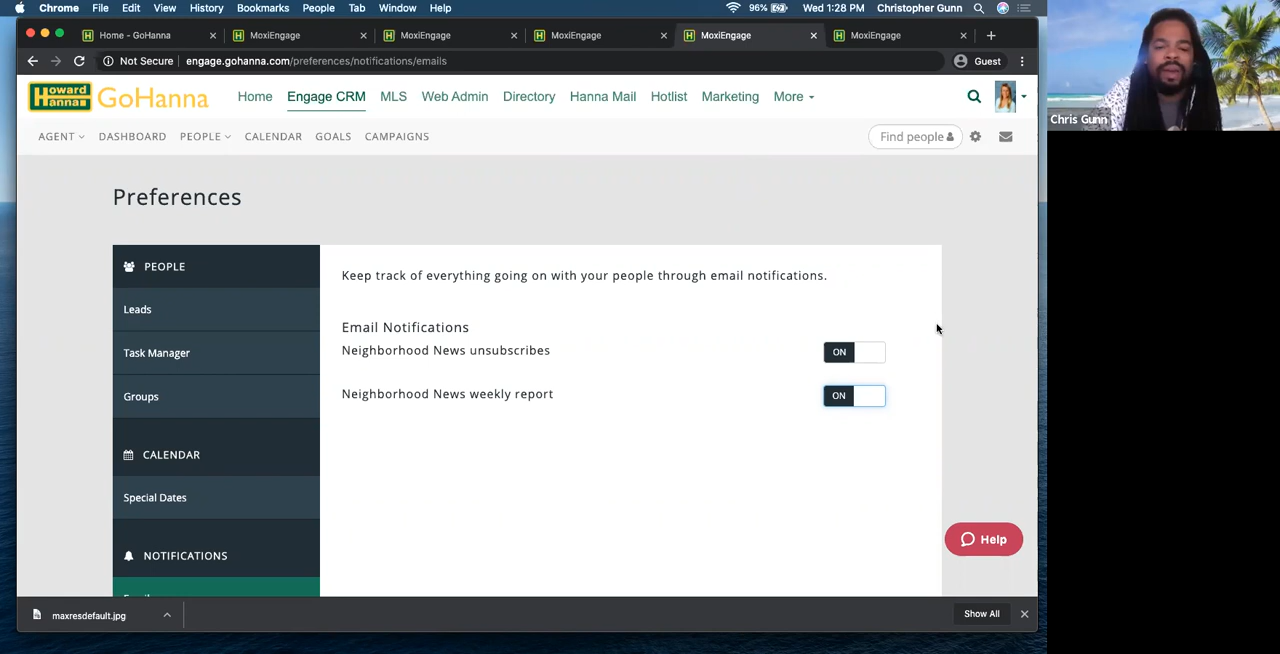 Chrome File Edit View History Bookmarks People Tab Window Help 96% Wed 1:28 PM Christopher Gunn
Home - GoHanna MoxiEngage MoxiEngage MoxiEngage MoxiEngage MoxiEngage
Not Secure engage.gohanna.com/preferences/notifications/emails Guest
Howard Hanna GoHanna Home Engage CRM MLS Web Admin Directory Hanna Mail Hotlist Marketing More
AGENT DASHBOARD PEOPLE CALENDAR GOALS CAMPAIGNS Find people
Chris Gunn
Preferences
PEOPLE
Leads
Task Manager
Groups
CALENDAR
Special Dates
NOTIFICATIONS
Keep track of everything going on with your people through email notifications.
Email Notifications
Neighborhood News unsubscribes ON
Neighborhood News weekly report ON
Help
maxresdefault.jpg Show All